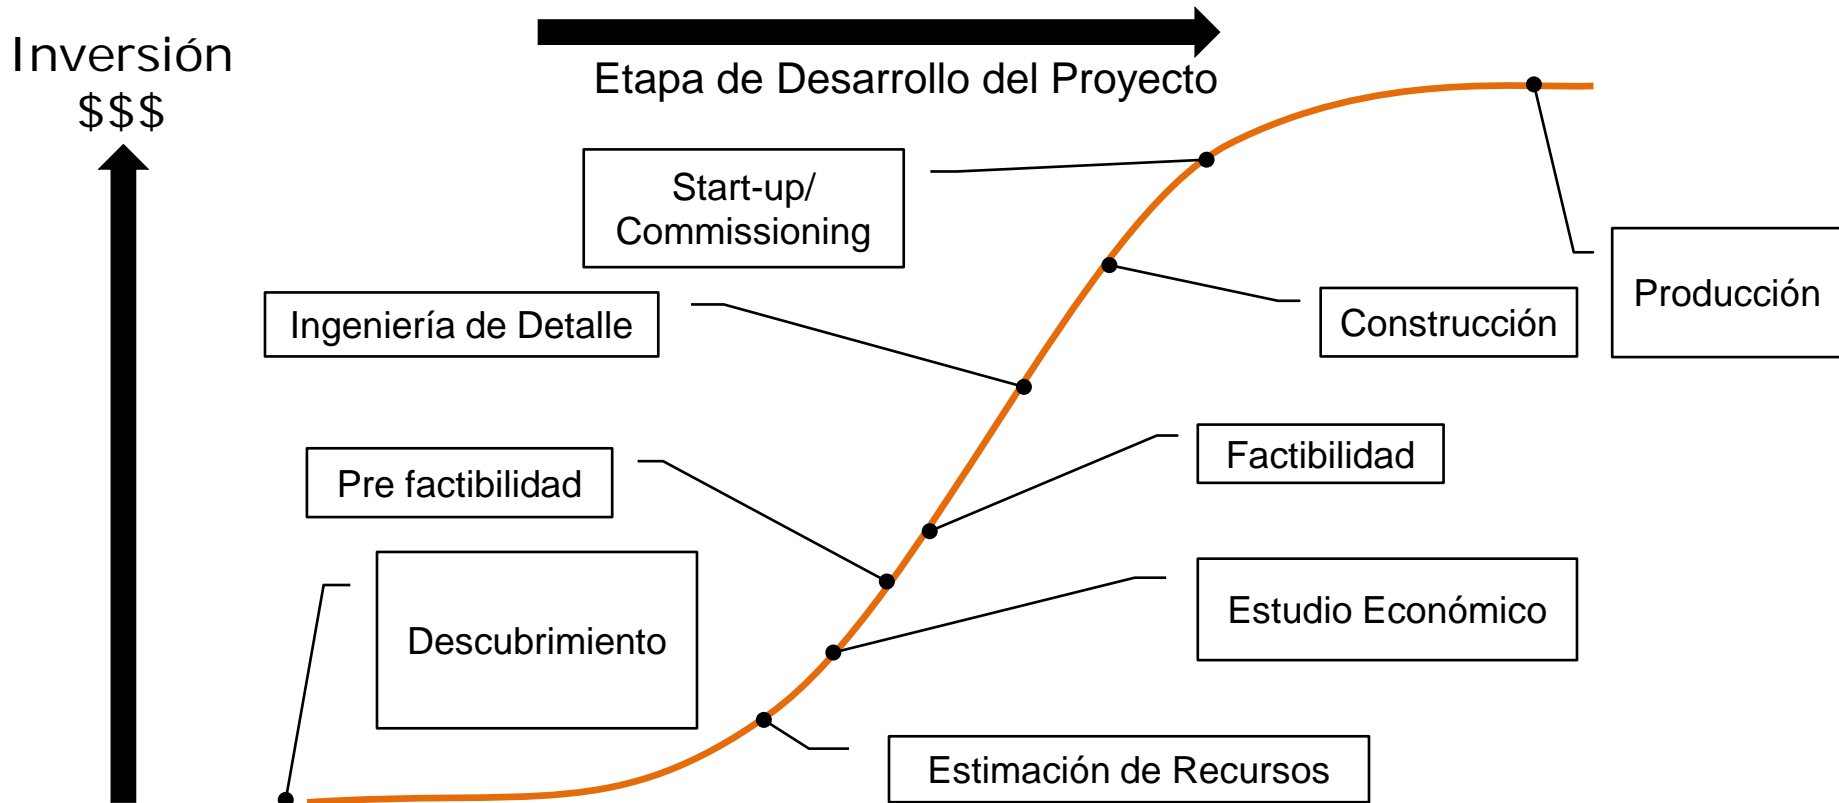 Inversión
$$$
Etapa de Desarrollo del Proyecto
Start-up/
Commissioning
Producción
Ingeniería de Detalle
Construcción
Pre factibilidad
Factibilidad
Descubrimiento
Estudio Económico
Estimación de Recursos